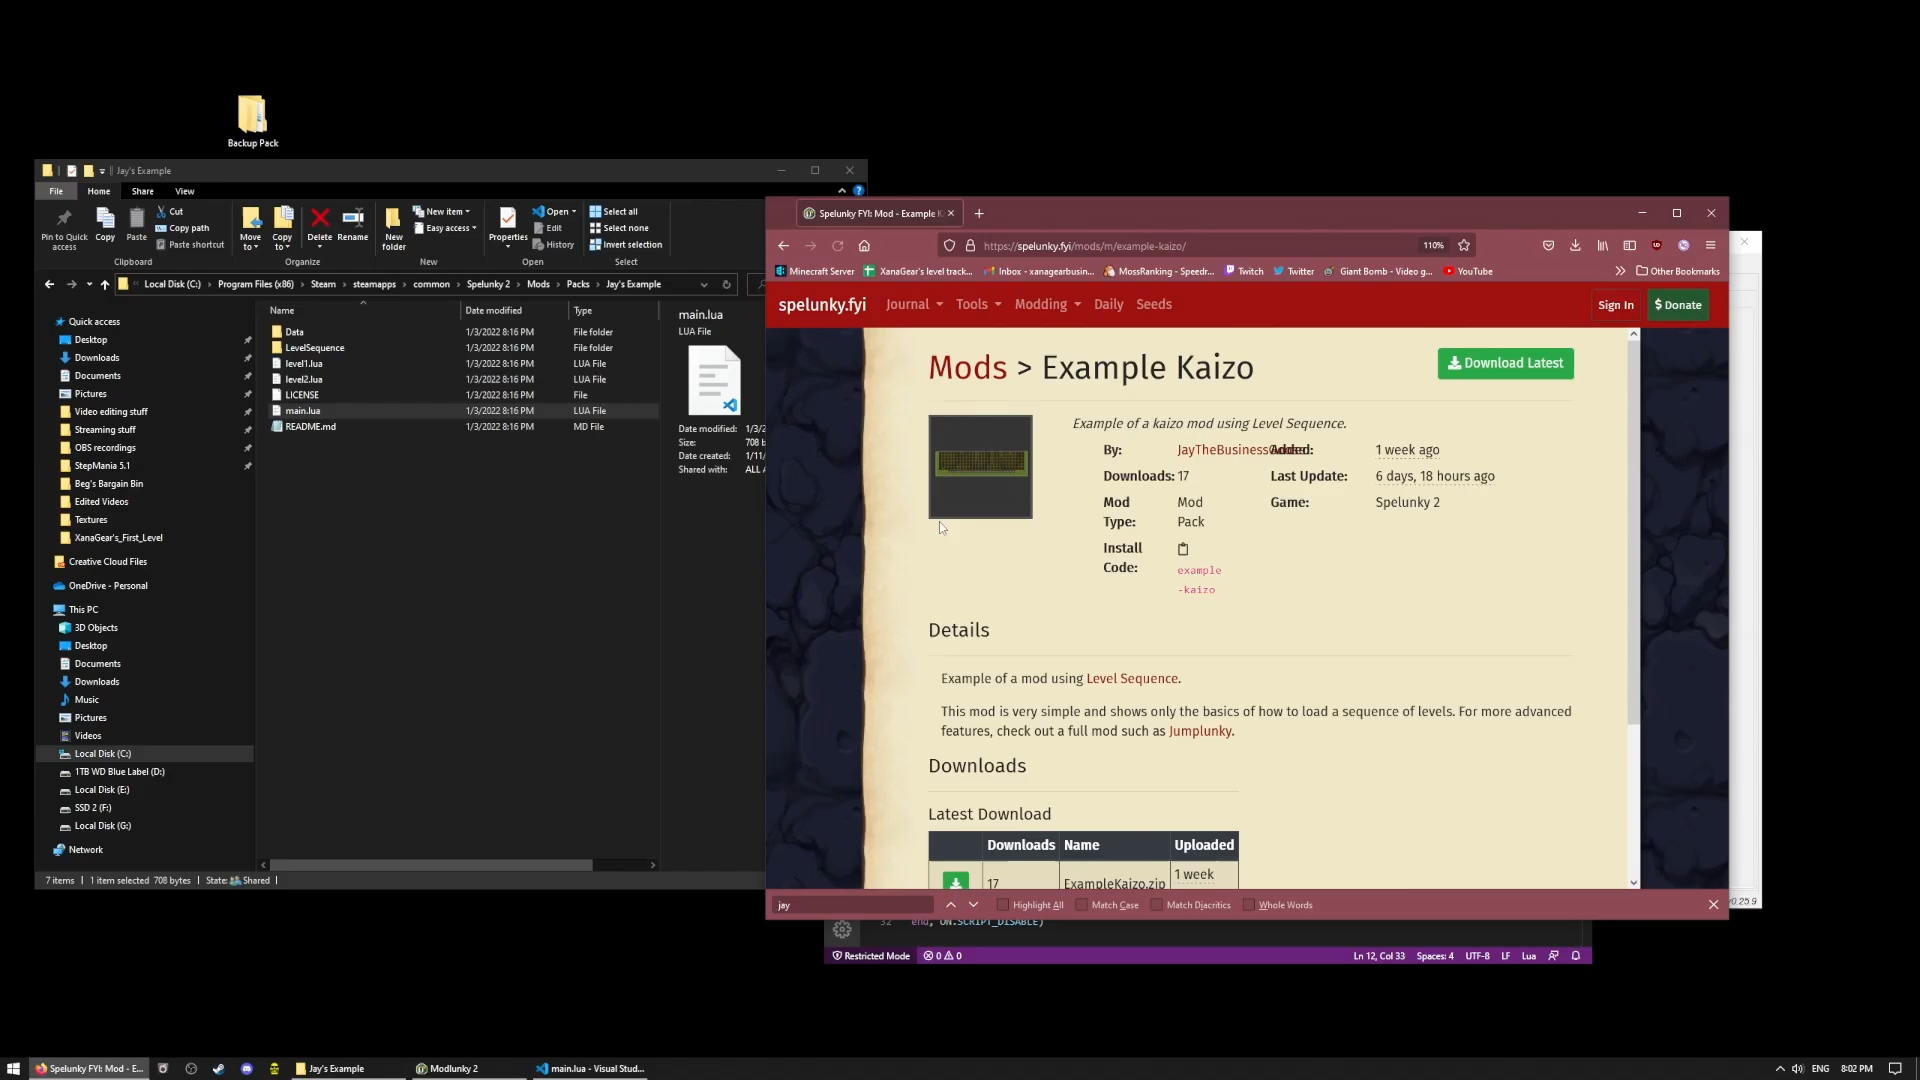 Backup Pack
Jay's Example
File Home Share View
Pin to Quick access
Copy
Paste
Cut
Copy path
Paste shortcut
Move to
Copy to
Delete
Rename
New folder
New item
Easy access
Properties
Open
Edit
History
Select all
Select none
Invert selection
Clipboard Organize New Open Select
Local Disk (C:) > Program Files (x86) > Steam > steamapps > common > Spelunky 2 > Mods > Packs > Jay's Example
Name Date modified Type
Data 1/3/2022 8:16 PM File folder
LevelSequence 1/3/2022 8:16 PM File folder
level1.lua 1/3/2022 8:16 PM LUA File
level2.lua 1/3/2022 8:16 PM LUA File
LICENSE 1/3/2022 8:16 PM File
main.lua 1/3/2022 8:16 PM LUA File
README.md 1/3/2022 8:16 PM MD File
Quick access
Desktop
Downloads
Documents
Pictures
Video editing stuff
Streaming stuff
OBS recordings
StepMania 5.1
Beg's Bargain Bin
Edited Videos
Textures
XanaGear's_First_Level
Creative Cloud Files
OneDrive - Personal
This PC
3D Objects
Desktop
Documents
Downloads
Music
Pictures
Videos
Local Disk (C:)
1TB WD Blue Label (D:)
Local Disk (E:)
SSD 2 (F:)
Local Disk (G:)
Network
main.lua
LUA File
Date modified: 1/3/2
Size: 708 b
Date created: 1/11/
Shared with: ALL A
7 items | 1 item selected 708 bytes | State: Shared
Spelunky FYI: Mod - Example K
https://spelunky.fyi/mods/m/example-kaizo/ 110%
Minecraft Server XanaGear's level track... Inbox - xanagearbusin... MossRanking - Speedr... Twitch Twitter Giant Bomb - Video g... YouTube Other Bookmarks
spelunky.fyi Journal Tools Modding Daily Seeds Sign In $ Donate
Mods > Example Kaizo
Download Latest
Example of a kaizo mod using Level Sequence.
By: JayTheBusiness Added: 1 week ago
Downloads: 17 Last Update: 6 days, 18 hours ago
Mod Type: Mod Pack Game: Spelunky 2
Install Code: example-kaizo
Details
Example of a mod using Level Sequence.
This mod is very simple and shows only the basics of how to load a sequence of levels. For more advanced
features, check out a full mod such as Jumplunky.
Downloads
Latest Download
Downloads Name Uploaded
17 ExampleKaizo.zip 1 week
jay Highlight All Match Case Match Diacritics Whole Words
0.25.9
32 end, ON.SCRIPT_DISABLE)
Restricted Mode 0 0 Ln 12, Col 33 Spaces: 4 UTF-8 LF Lua
Spelunky FYI: Mod - E... Jay's Example Modlunky 2 main.lua - Visual Stud... ENG 8:02 PM